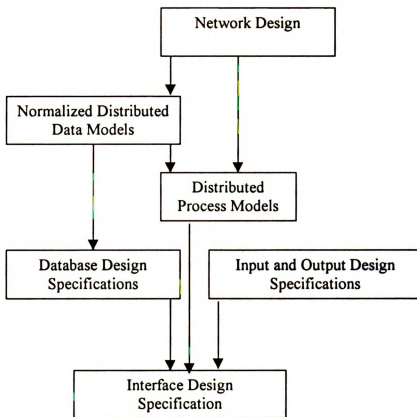 Network Design
Normalized Distributed
Data Models
Distributed
Process Models
Database Design
Specifications
Input and Output Design
Specifications
Interface Design
Specification